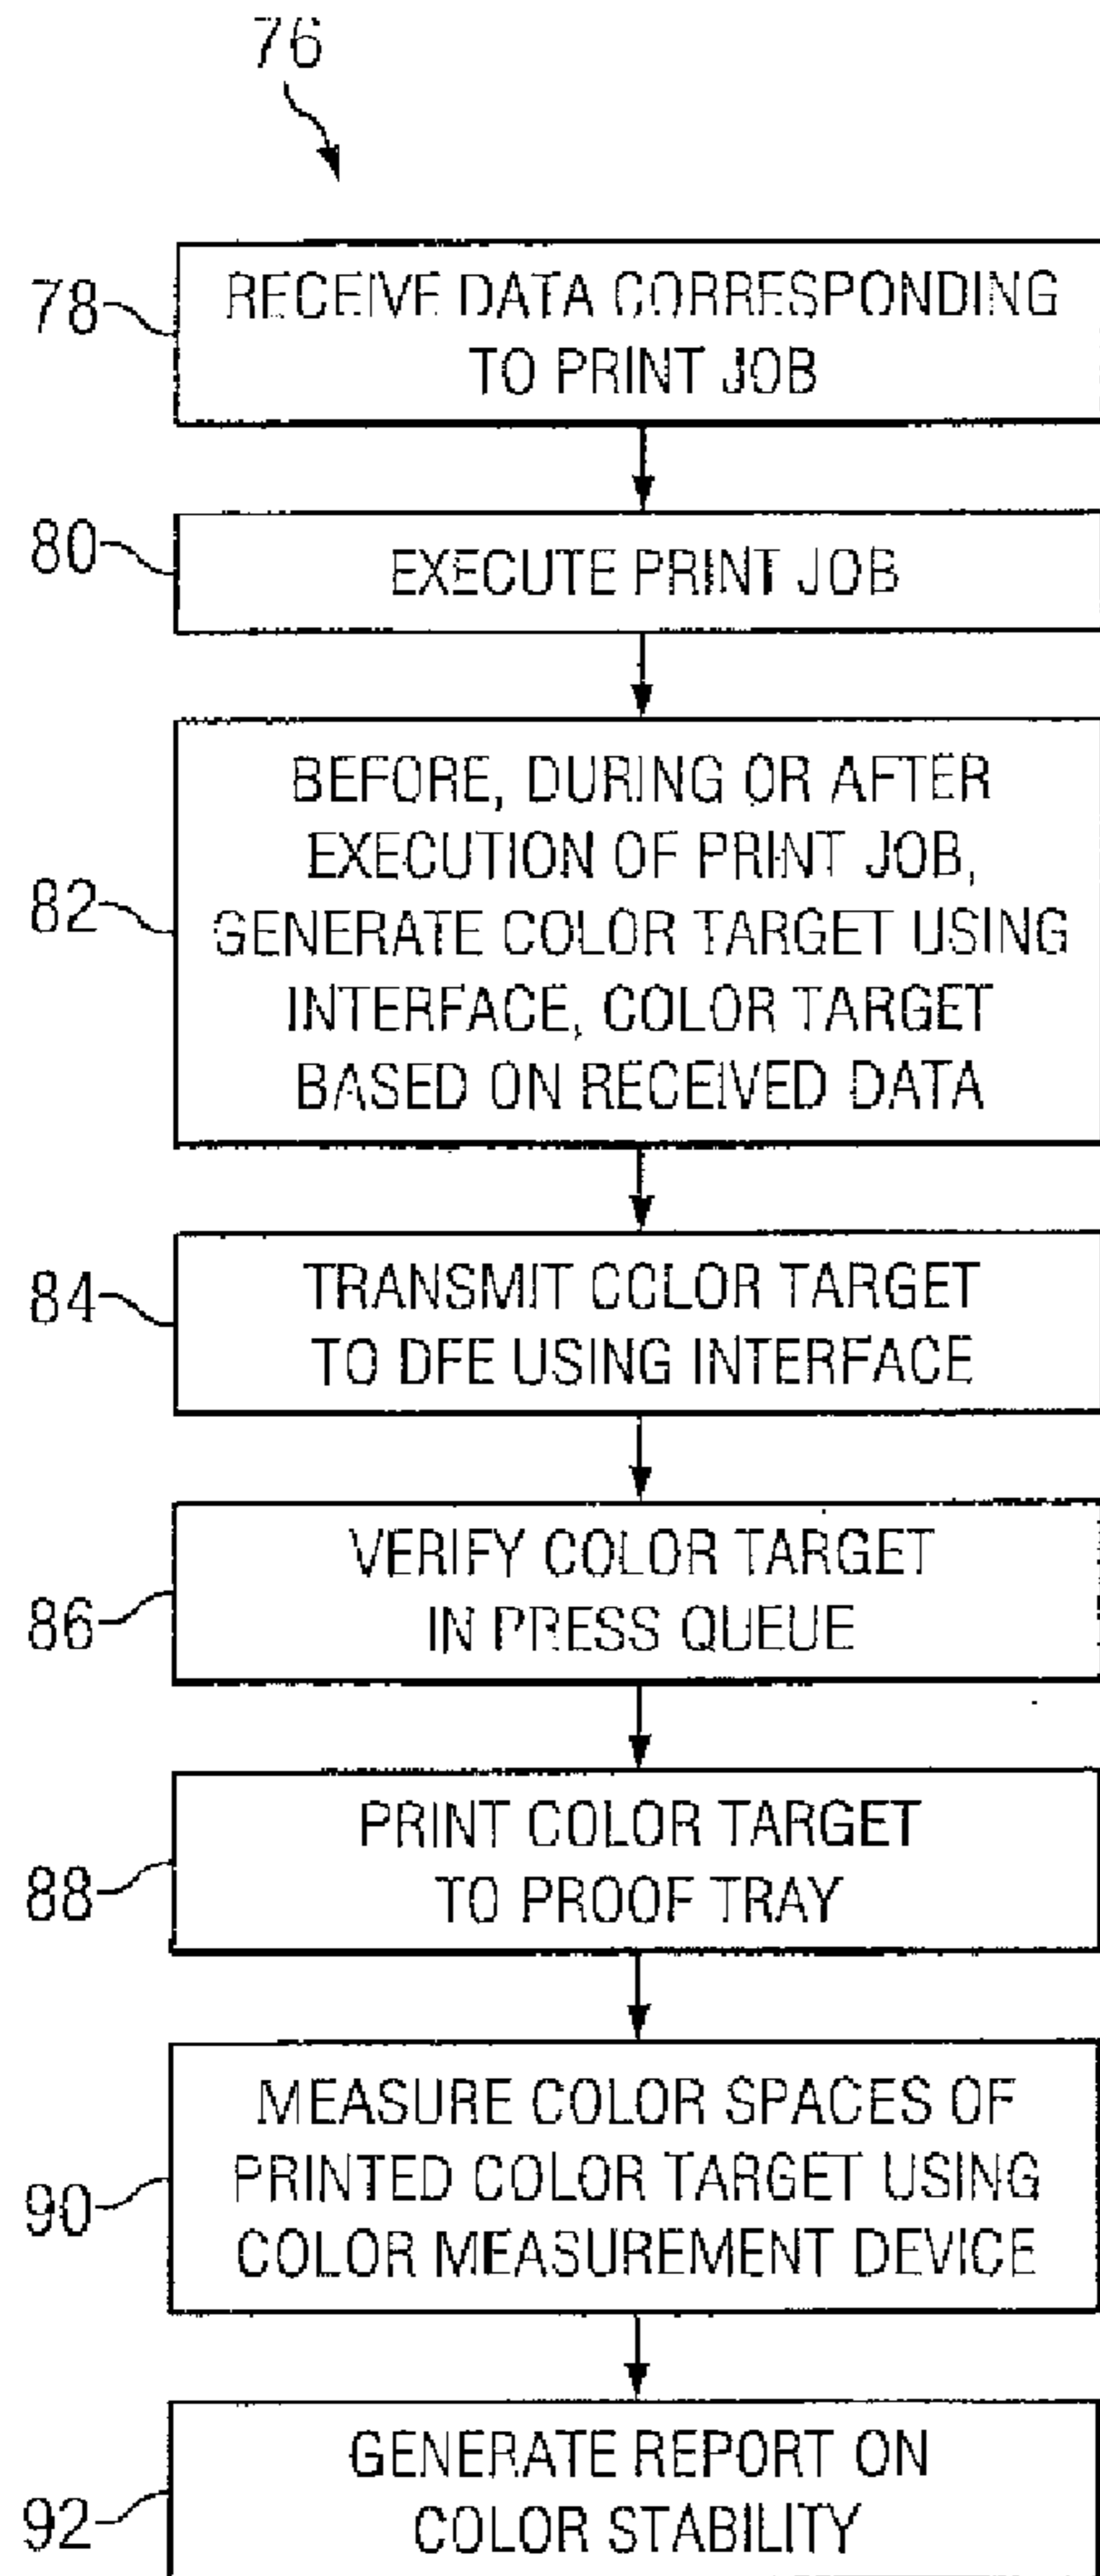 76
78
RECEIVE DATA CORRESPONDING
TO PRINT JOB
80
EXECUTE PRINT JOB
82
BEFORE, DURING OR AFTER
EXECUTION OF PRINT JOB,
GENERATE COLOR TARGET USING
INTERFACE, COLOR TARGET
BASED ON RECEIVED DATA
84
TRANSMIT COLOR TARGET
TO DFE USING INTERFACE
86
VERIFY COLOR TARGET
IN PRESS QUEUE
88
PRINT COLOR TARGET
TO PROOF TRAY
90
MEASURE COLOR SPACES OF
PRINTED COLOR TARGET USING
COLOR MEASUREMENT DEVICE
92
GENERATE REPORT ON
COLOR STABILITY